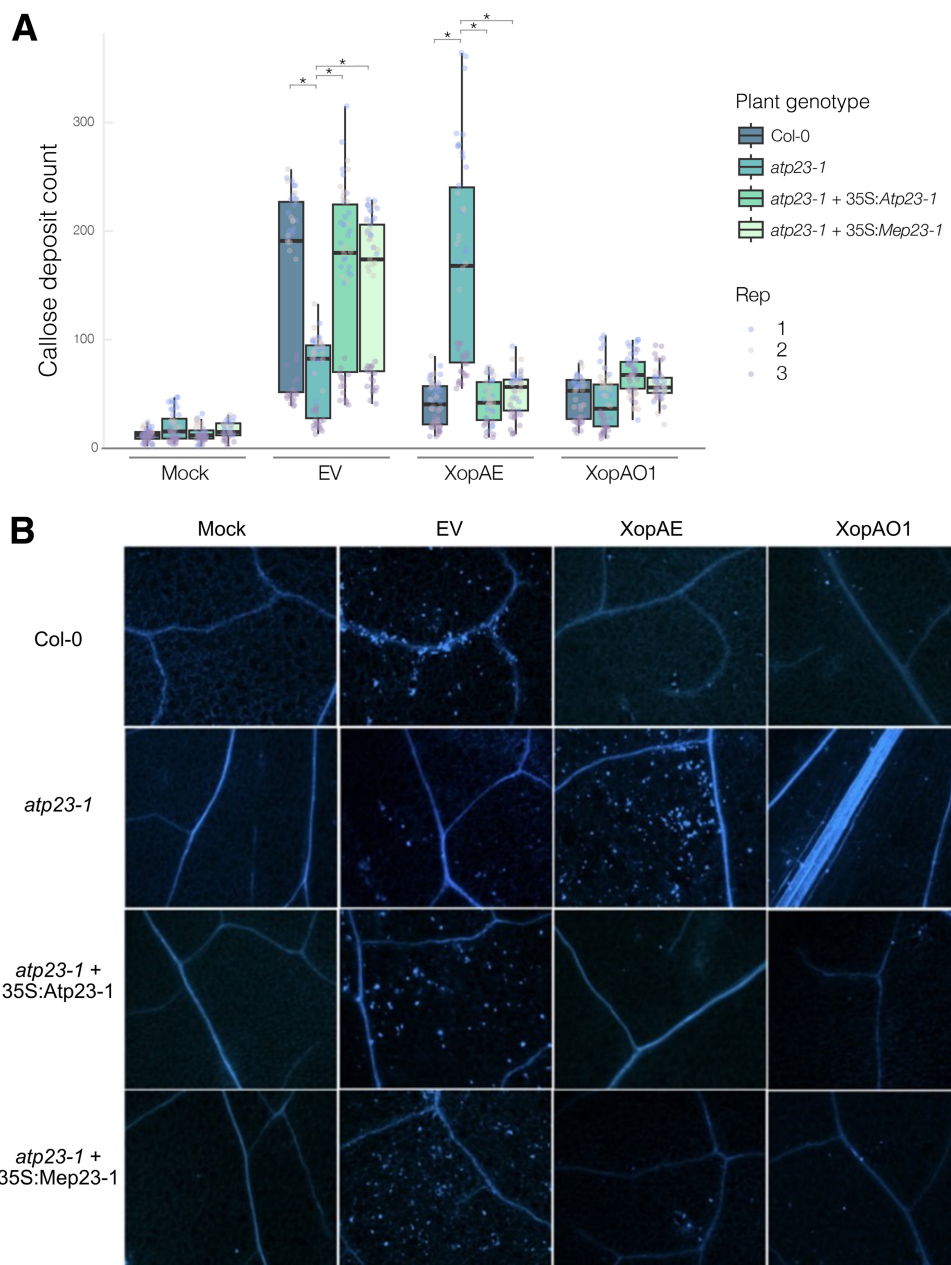 A
Callose deposit count
300
200
100
0
* * *
* * *
Mock EV XopAE XopAO1
Plant genotype
Col-0
atp23-1
atp23-1 + 35S:Atp23-1
atp23-1 + 35S:Mep23-1
Rep
1
2
3
B
Mock EV XopAE XopAO1
Col-0
atp23-1
atp23-1 +
35S:Atp23-1
atp23-1 +
35S:Mep23-1